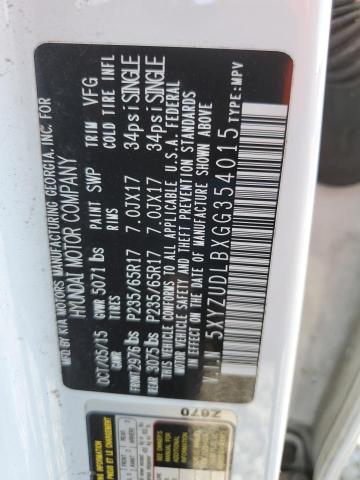 MFD.BY KIA MOTORS MANUFACTURING GEORGIA, INC. FOR
HYUNDAI MOTOR COMPANY
OCT/05/15 PAINT SWP TRIM VFG
GVWR 5071 lbs
GAWR TIRES RIMS COLD TIRE INFL
FRONT 2976 lbs P235/65R17 7.0JX17 34psi SINGLE
REAR 3075 lbs P235/65R17 7.0JX17 34psi SINGLE
THIS VEHICLE CONFORMS TO ALL APPLICABLE U.S.A. FEDERAL
MOTOR VEHICLE SAFETY AND THEFT PREVENTION STANDARDS
IN EFFECT ON THE DATE OF MANUFACTURE SHOWN ABOVE
V.I.N 5XYZUDLBXGG354015 TYPE:MPV
Z670